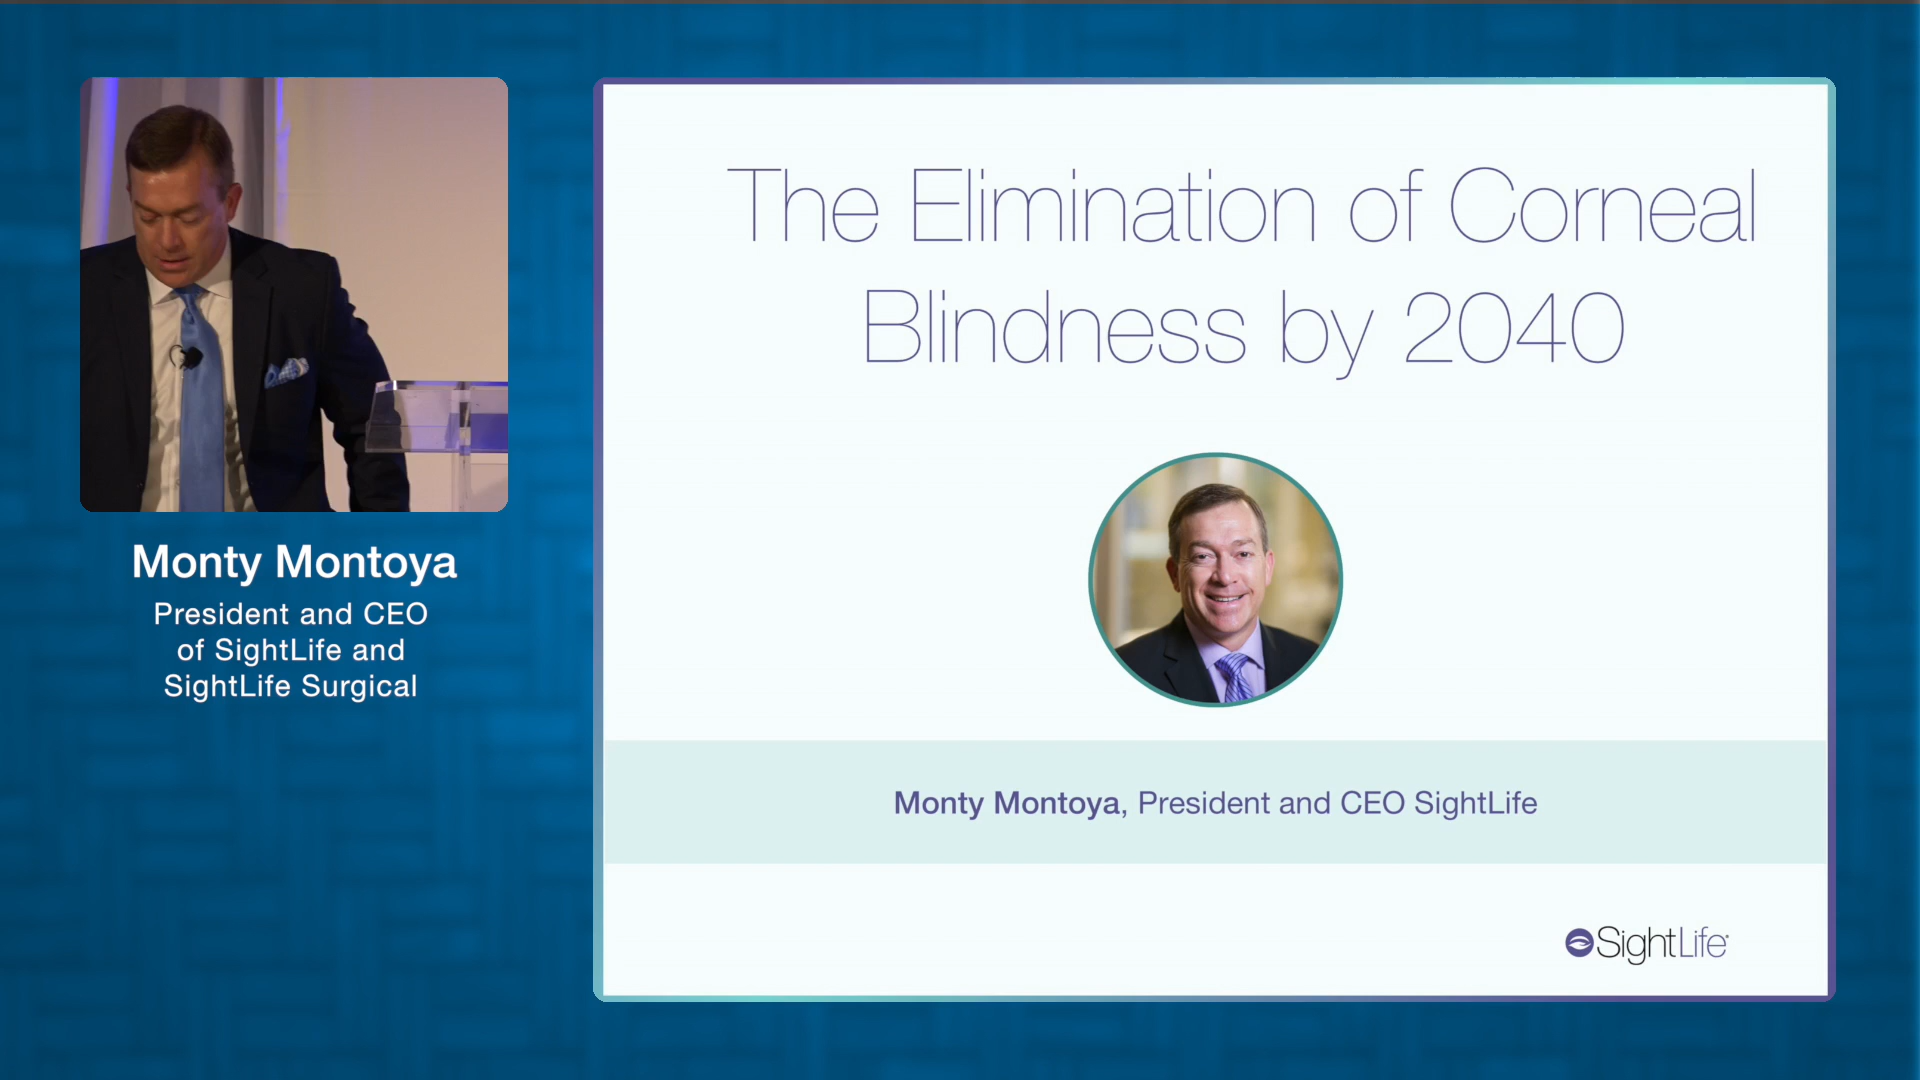 Monty Montoya
President and CEO
of SightLife and
SightLife Surgical
The Elimination of Corneal
Blindness by 2040
Monty Montoya, President and CEO SightLife
SightLife